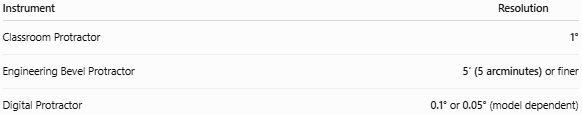 Instrument Resolution
Classroom Protractor 1°
Engineering Bevel Protractor 5′ (5 arcminutes) or finer
Digital Protractor 0.1° or 0.05° (model dependent)